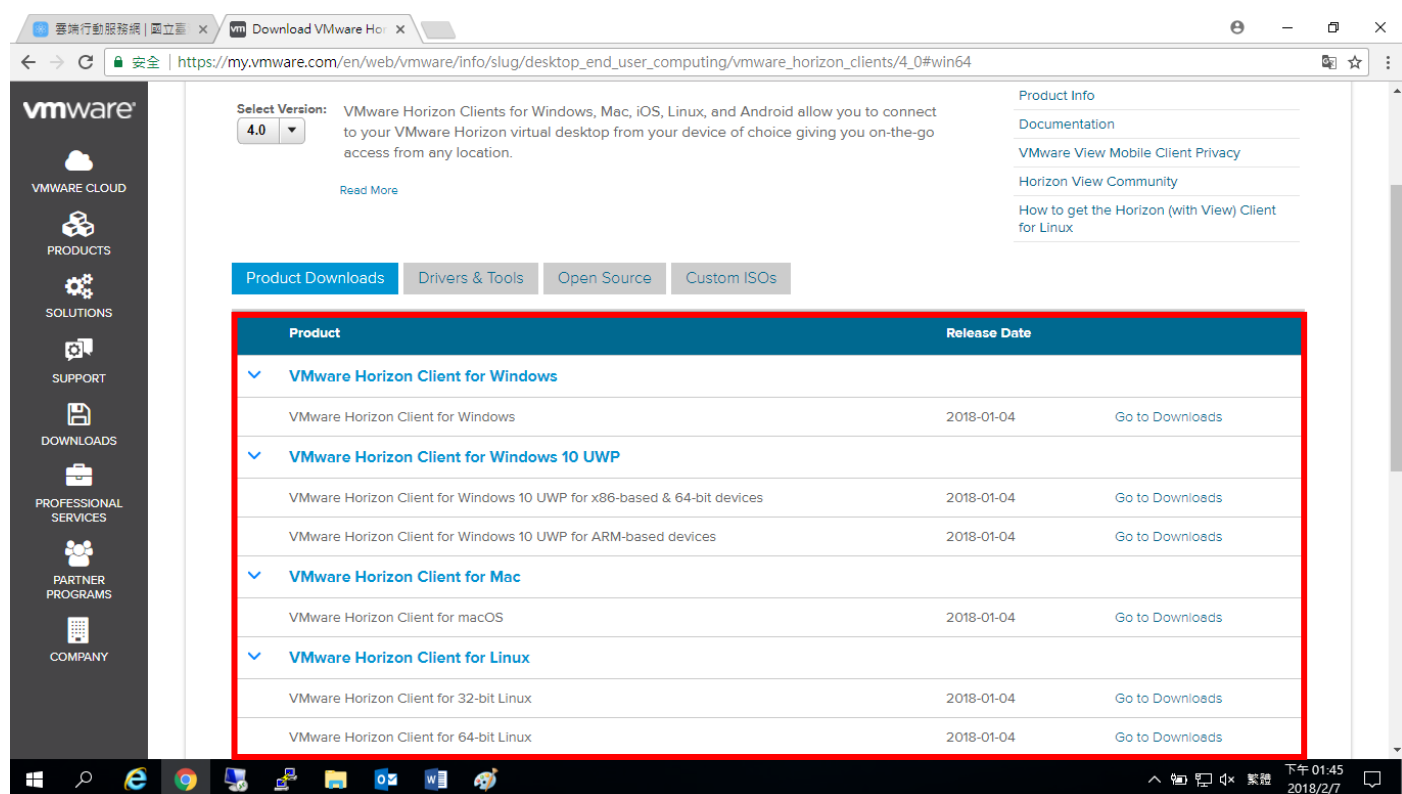 雲端行動服務網 | 國立臺
Download VMware Hor
安全 | https://my.vmware.com/en/web/vmware/info/slug/desktop_end_user_computing/vmware_horizon_clients/4_0#win64
vmware
VMWARE CLOUD
PRODUCTS
SOLUTIONS
SUPPORT
DOWNLOADS
PROFESSIONAL
SERVICES
PARTNER
PROGRAMS
COMPANY
Select Version:
4.0
VMware Horizon Clients for Windows, Mac, iOS, Linux, and Android allow you to connect
to your VMware Horizon virtual desktop from your device of choice giving you on-the-go
access from any location.
Read More
Product Info
Documentation
VMware View Mobile Client Privacy
Horizon View Community
How to get the Horizon (with View) Client
for Linux
Product Downloads Drivers & Tools Open Source Custom ISOs
Product Release Date
VMware Horizon Client for Windows
VMware Horizon Client for Windows 2018-01-04 Go to Downloads
VMware Horizon Client for Windows 10 UWP
VMware Horizon Client for Windows 10 UWP for x86-based & 64-bit devices 2018-01-04 Go to Downloads
VMware Horizon Client for Windows 10 UWP for ARM-based devices 2018-01-04 Go to Downloads
VMware Horizon Client for Mac
VMware Horizon Client for macOS 2018-01-04 Go to Downloads
VMware Horizon Client for Linux
VMware Horizon Client for 32-bit Linux 2018-01-04 Go to Downloads
VMware Horizon Client for 64-bit Linux 2018-01-04 Go to Downloads
繁體
下午 01:45
2018/2/7